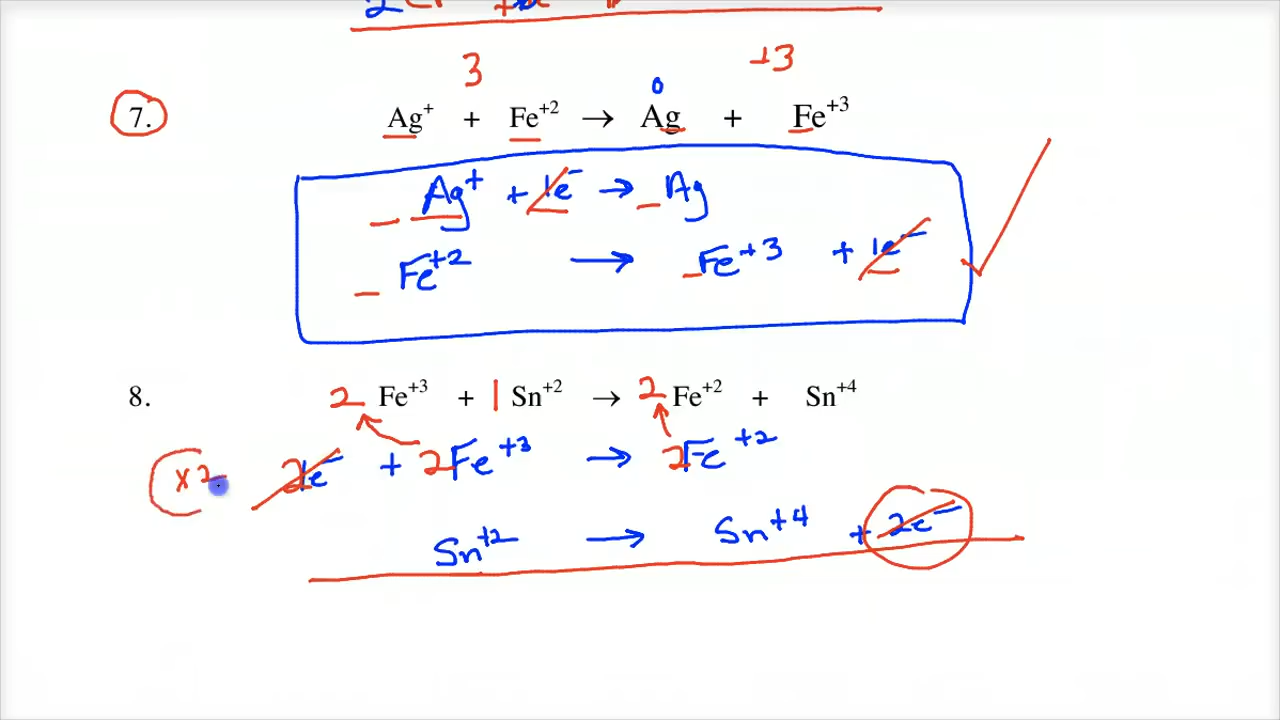 3 +3
0
7. Ag⁺ + Fe⁺² → Ag + Fe⁺³
Ag⁺ + 1e⁻ → Ag
Fe⁺² → Fe⁺³ + 1e⁻
8. 2 Fe⁺³ + 1 Sn⁺² → 2 Fe⁺² + Sn⁺⁴
x2 2e⁻ + 2Fe⁺³ → 2Fe⁺²
Sn⁺² → Sn⁺⁴ + 2e⁻